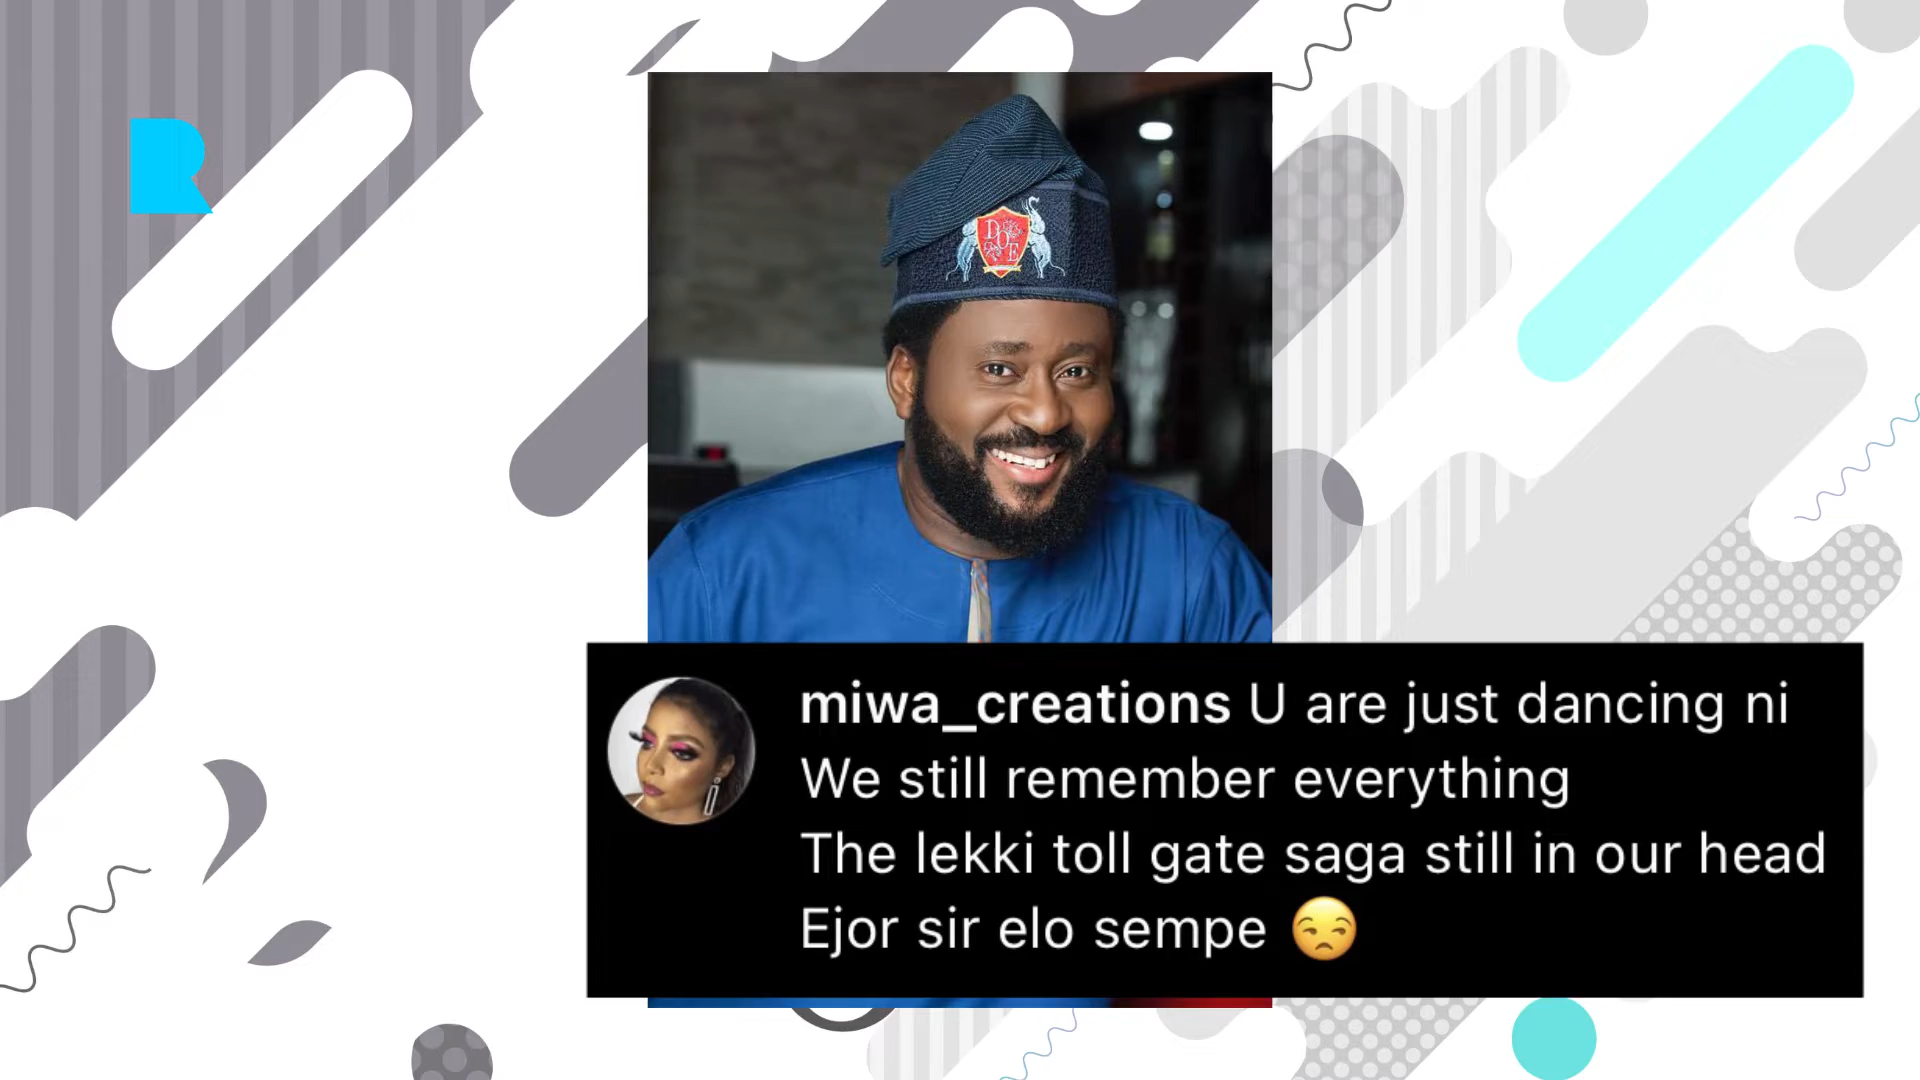 R
DOE
miwa_creations U are just dancing ni
We still remember everything
The lekki toll gate saga still in our head
Ejor sir elo sempe 😒